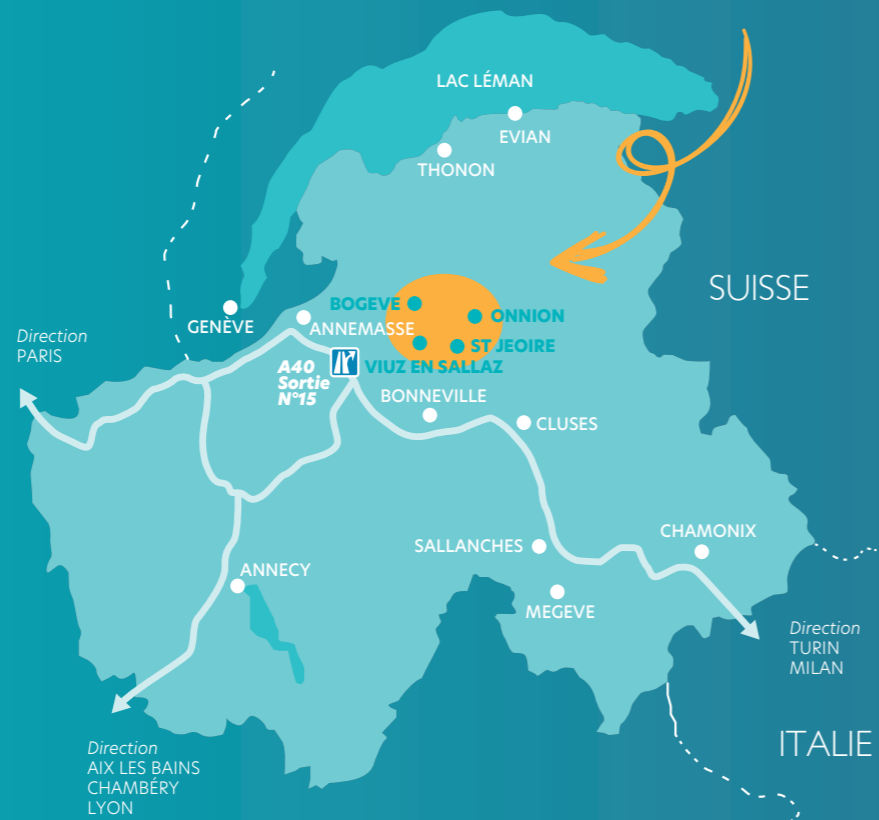 LAC LÉMAN
EVIAN
THONON
SUISSE
BOGEVE
ONNION
GENÈVE
ANNEMASSE
Direction
PARIS
ST JEOIRE
A40
Sortie
N°15
VIUZ EN SALLAZ
BONNEVILLE
CLUSES
CHAMONIX
SALLANCHES
ANNECY
MEGEVE
Direction
TURIN
MILAN
ITALIE
Direction
AIX LES BAINS
CHAMBÉRY
LYON